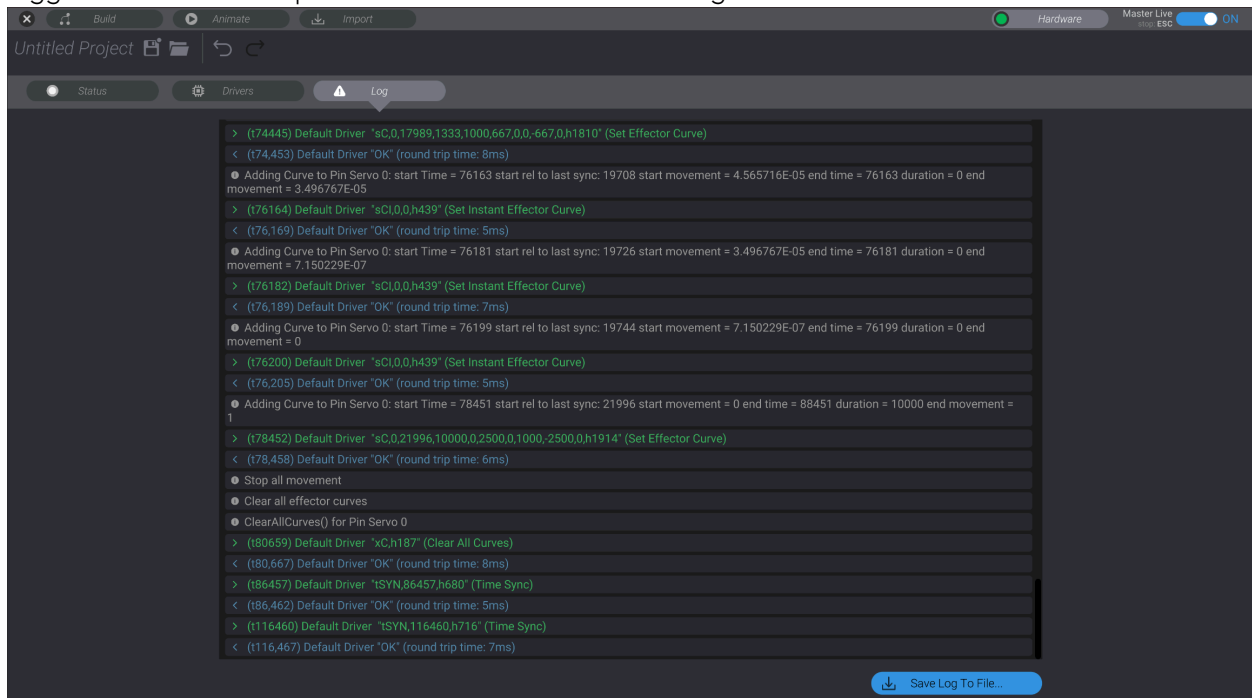 Build
Animate
Import
Hardware
Master Live
stop: ESC
ON
Untitled Project
Status
Drivers
Log
> (t74445) Default Driver "sC,0,17989,1333,1000,667,0,0,-667,0,h1810" (Set Effector Curve)
< (t74,453) Default Driver "OK" (round trip time: 8ms)
Adding Curve to Pin Servo 0: start Time = 76163 start rel to last sync: 19708 start movement = 4.565716E-05 end time = 76163 duration = 0 end
movement = 3.496767E-05
> (t76164) Default Driver "sCI,0,0,h439" (Set Instant Effector Curve)
< (t76,169) Default Driver "OK" (round trip time: 5ms)
Adding Curve to Pin Servo 0: start Time = 76181 start rel to last sync: 19726 start movement = 3.496767E-05 end time = 76181 duration = 0 end
movement = 7.150229E-07
> (t76182) Default Driver "sCI,0,0,h439" (Set Instant Effector Curve)
< (t76,189) Default Driver "OK" (round trip time: 7ms)
Adding Curve to Pin Servo 0: start Time = 76199 start rel to last sync: 19744 start movement = 7.150229E-07 end time = 76199 duration = 0 end
movement = 0
> (t76200) Default Driver "sCI,0,0,h439" (Set Instant Effector Curve)
< (t76,205) Default Driver "OK" (round trip time: 5ms)
Adding Curve to Pin Servo 0: start Time = 78451 start rel to last sync: 21996 start movement = 0 end time = 88451 duration = 10000 end movement =
1
> (t78452) Default Driver "sC,0,21996,10000,0,2500,0,1000,-2500,0,h1914" (Set Effector Curve)
< (t78,458) Default Driver "OK" (round trip time: 6ms)
Stop all movement
Clear all effector curves
ClearAllCurves() for Pin Servo 0
> (t80659) Default Driver "xC,h187" (Clear All Curves)
< (t80,667) Default Driver "OK" (round trip time: 8ms)
> (t86457) Default Driver "tSYN,86457,h680" (Time Sync)
< (t86,462) Default Driver "OK" (round trip time: 5ms)
> (t116460) Default Driver "tSYN,116460,h716" (Time Sync)
< (t116,467) Default Driver "OK" (round trip time: 7ms)
Save Log To File...